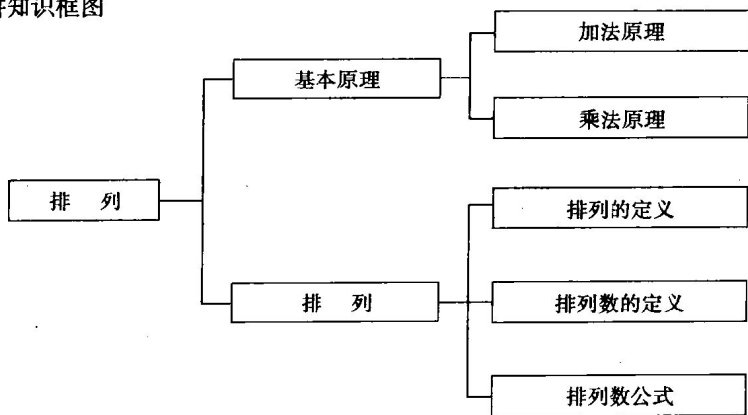 知识框图
加法原理
基本原理
乘法原理
排 列
排列的定义
排 列
排列数的定义
排列数公式